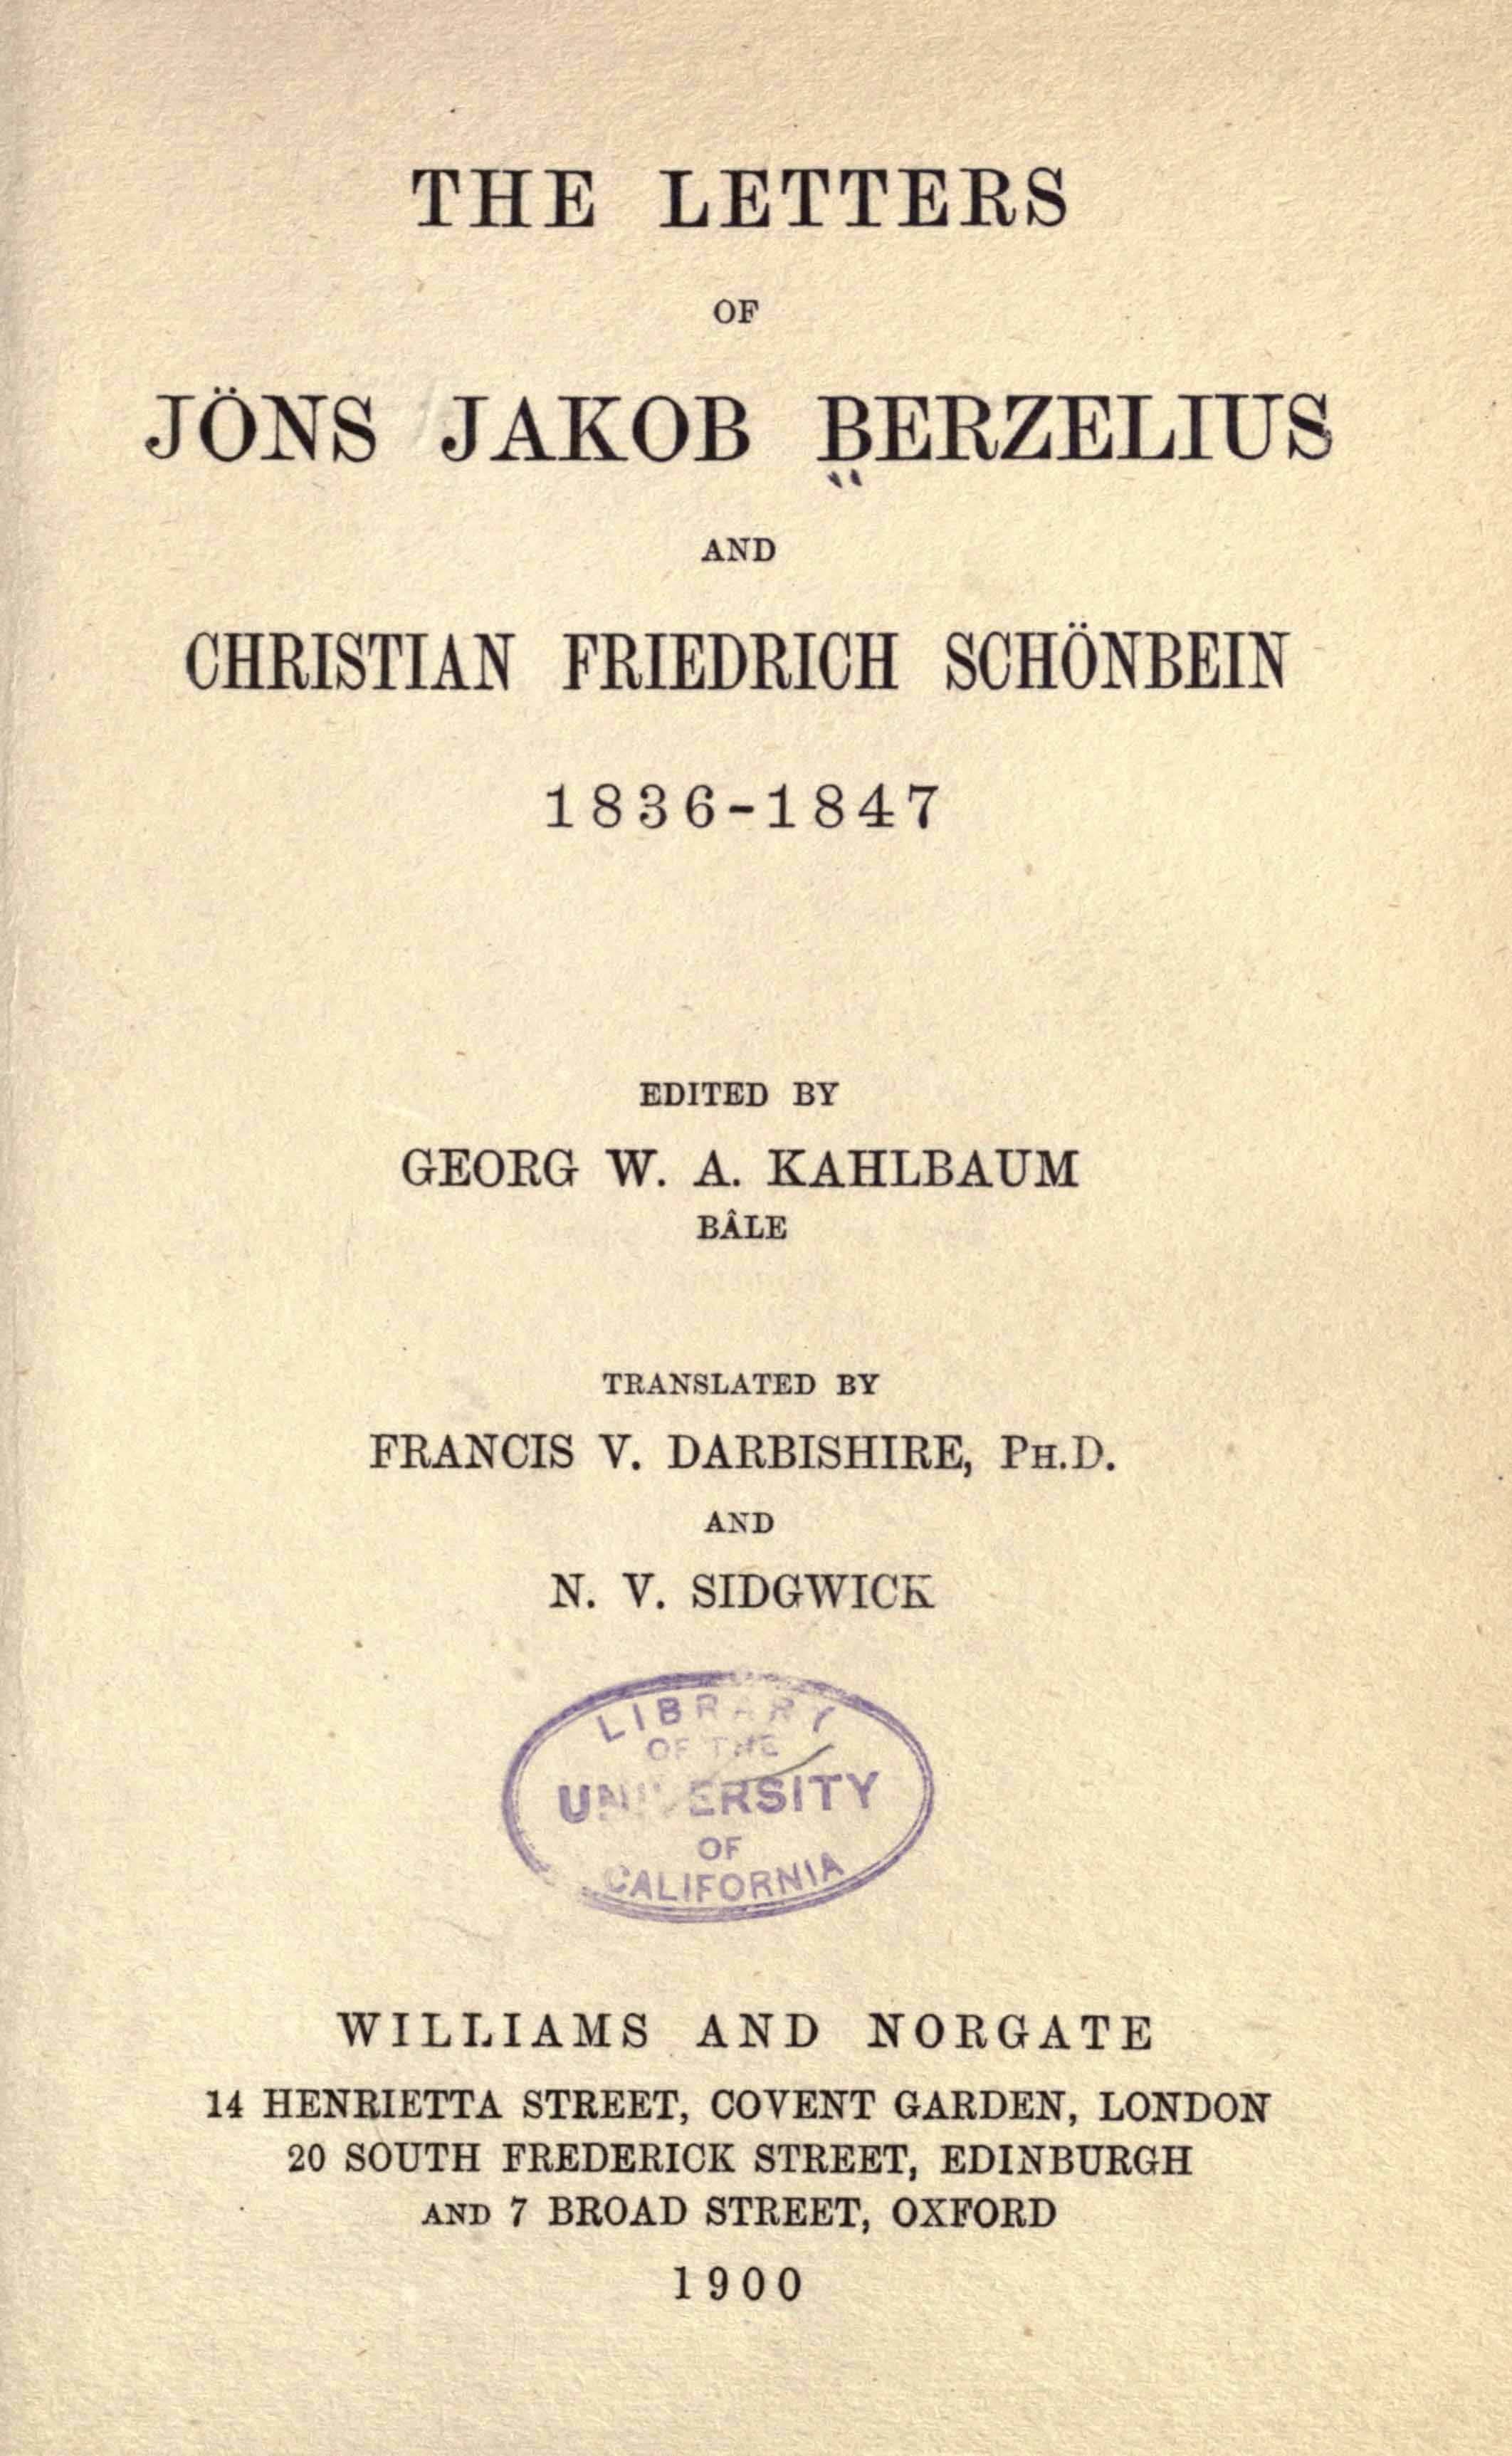 THE LETTERS
OF
JÖNS JAKOB BERZELIUS
AND
CHRISTIAN FRIEDRICH SCHÖNBEIN
1836-1847
EDITED BY
GEORG W. A. KAHLBAUM
BÂLE
TRANSLATED BY
FRANCIS V. DARBISHIRE, PH.D.
AND
N. V. SIDGWICK
LIBRARY
OF THE
UNIVERSITY
OF
CALIFORNIA
WILLIAMS AND NORGATE
14 HENRIETTA STREET, COVENT GARDEN, LONDON
20 SOUTH FREDERICK STREET, EDINBURGH
AND 7 BROAD STREET, OXFORD
1900